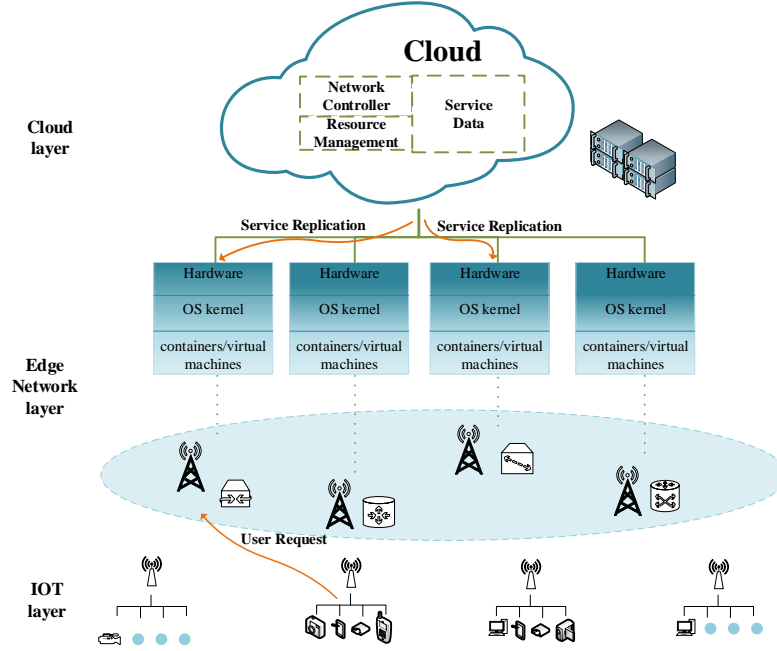 Cloud
Network
Controller
Service
Data
Resource
Management
Cloud
layer
Service Replication
Service Replication
Hardware
Hardware
Hardware
Hardware
OS kernel
OS kernel
OS kernel
OS kernel
containers/virtual
machines
containers/virtual
machines
containers/virtual
machines
containers/virtual
machines
Edge
Network
layer
User Request
IOT
layer